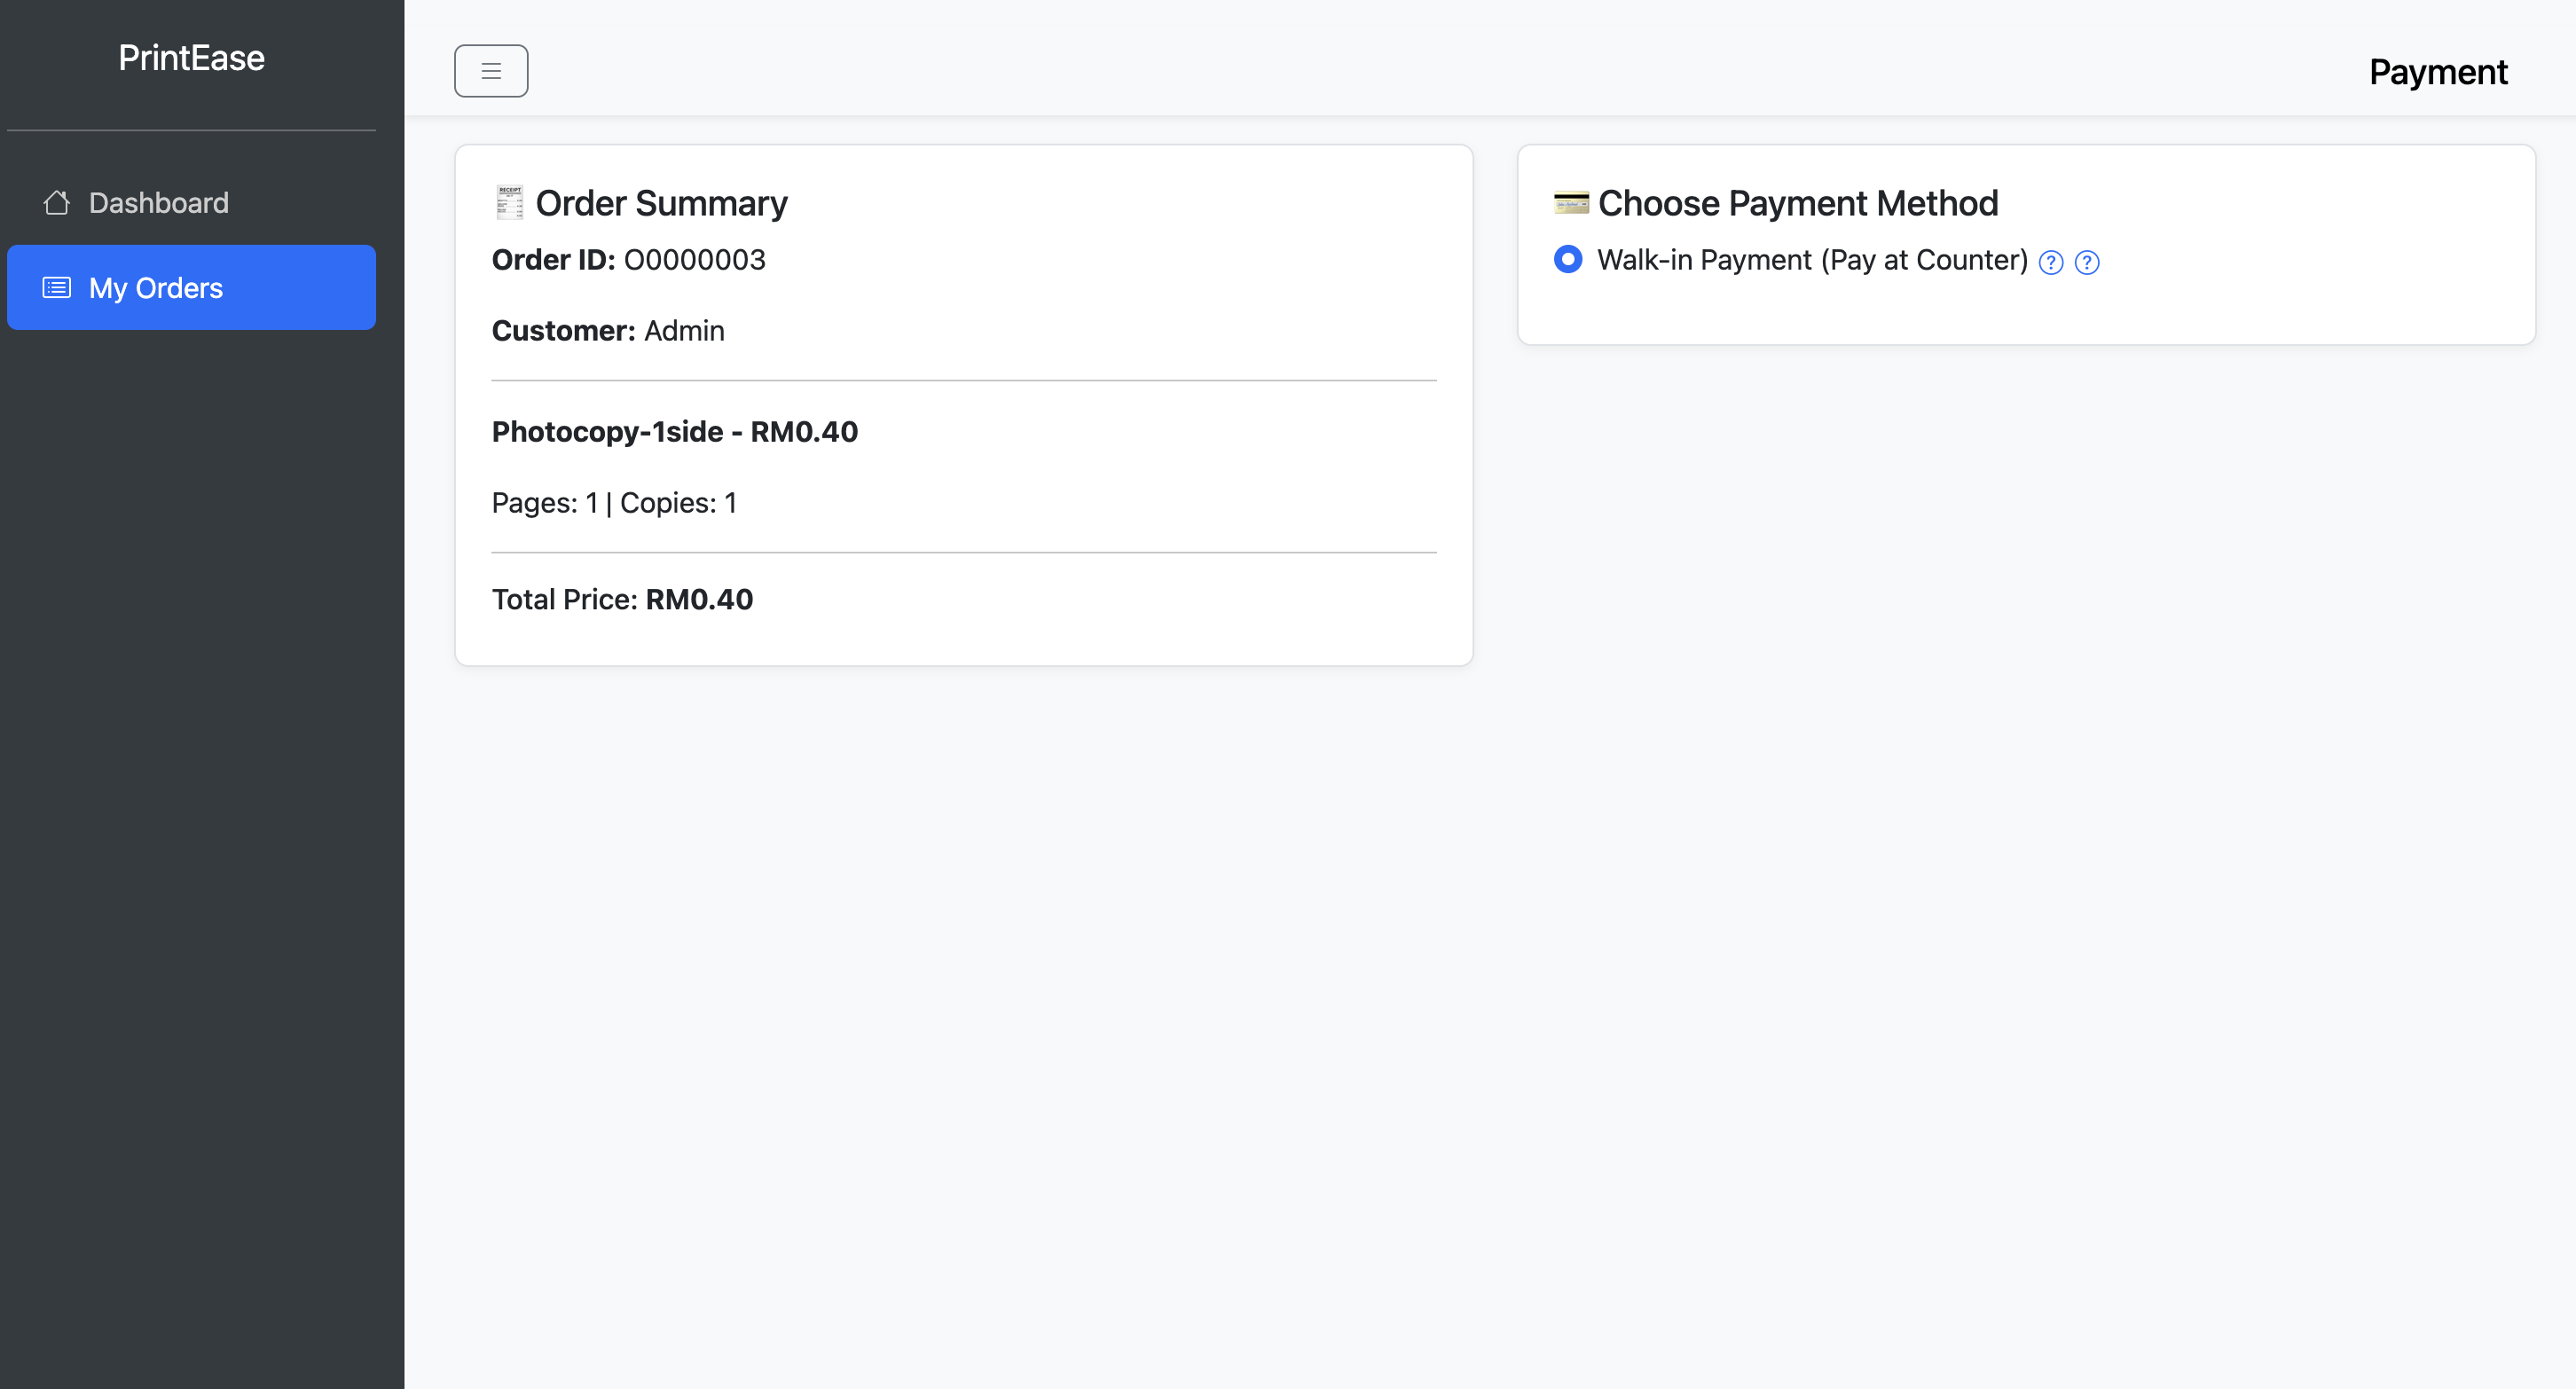 PrintEase
Dashboard
My Orders
Payment
Order Summary
Order ID: O0000003
Customer: Admin
Photocopy-1side - RM0.40
Pages: 1 | Copies: 1
Total Price: RM0.40
Choose Payment Method
Walk-in Payment (Pay at Counter) ? ?